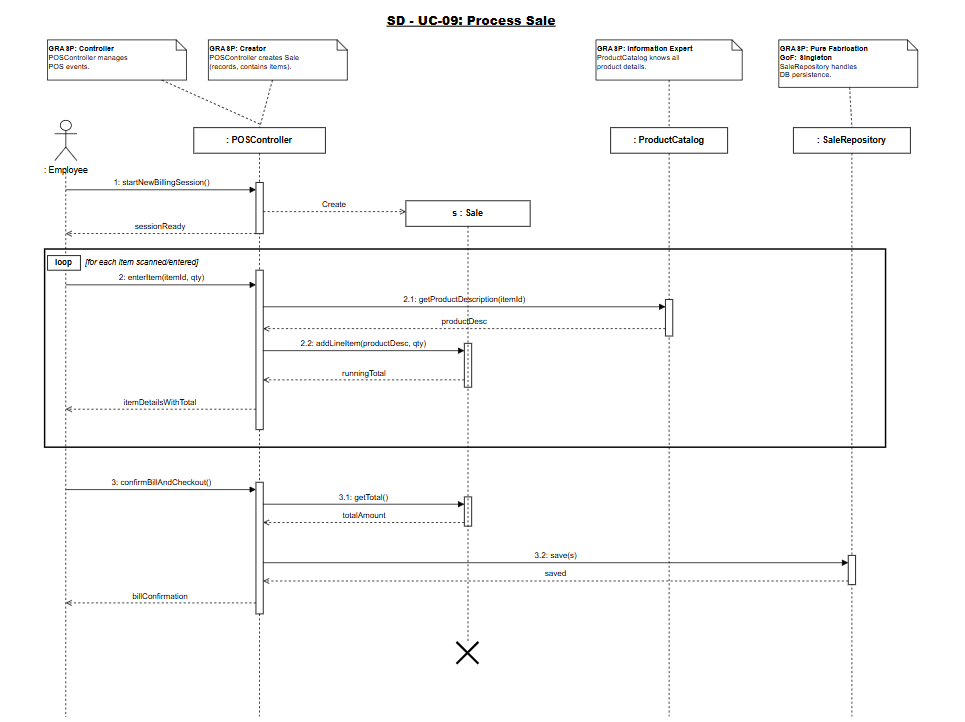 SD - UC-09: Process Sale
GRASP: Controller
POSController manages
POS events.
GRASP: Creator
POSController creates Sale
(records, contains items).
GRASP: Information Expert
ProductCatalog knows all
product details.
GRASP: Pure Fabrication
GoF: Singleton
SaleRepository handles
DB persistence.
: Employee
: POSController
: ProductCatalog
: SaleRepository
1: startNewBillingSession()
Create
s : Sale
sessionReady
loop [for each item scanned/entered]
2: enterItem(itemId, qty)
2.1: getProductDescription(itemId)
productDesc
2.2: addLineItem(productDesc, qty)
runningTotal
itemDetailsWithTotal
3: confirmBillAndCheckout()
3.1: getTotal()
totalAmount
3.2: save(s)
saved
billConfirmation